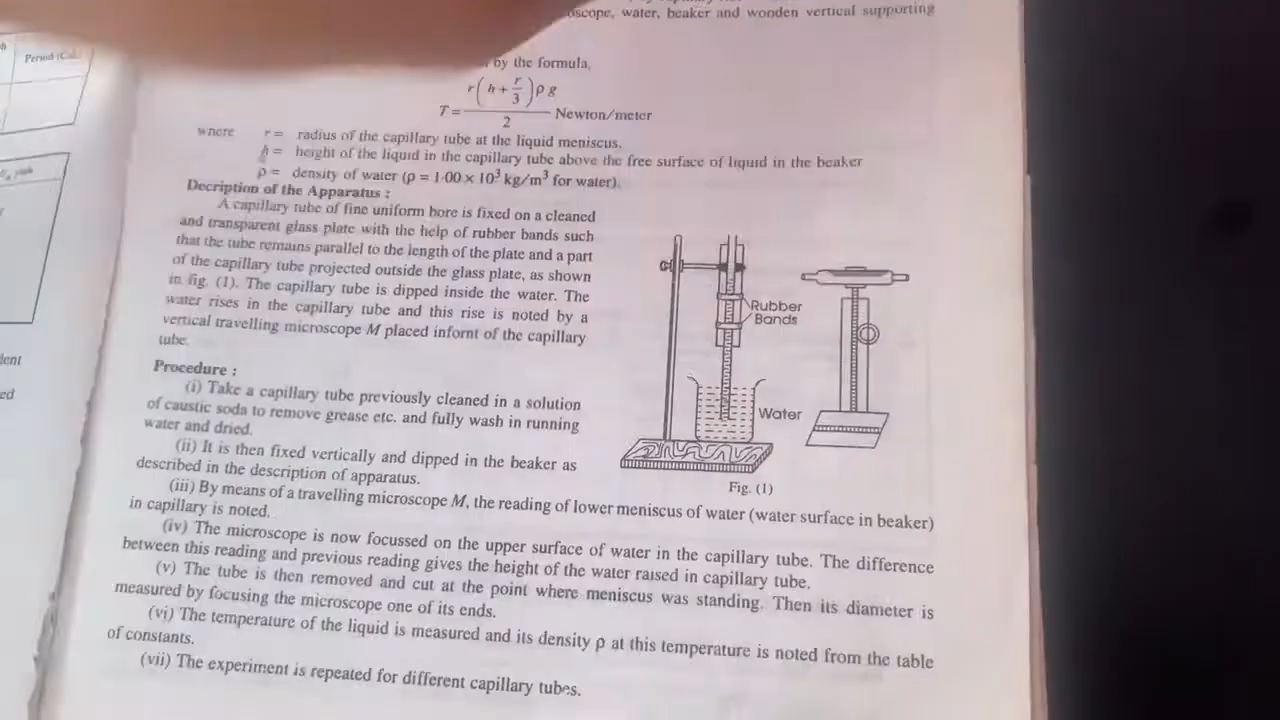 Period (Cal.
lent
ed
oscope, water, beaker and wooden vertical supporting
by the formula,
T = r(h + r/3)ρ g / 2 Newton/meter
where r = radius of the capillary tube at the liquid meniscus.
h = height of the liquid in the capillary tube above the free surface of liquid in the beaker
ρ = density of water (ρ = 1·00 × 10³ kg/m³ for water).
Decription of the Apparatus :
A capillary tube of fine uniform bore is fixed on a cleaned
and transparent glass plate with the help of rubber bands such
that the tube remains parallel to the length of the plate and a part
of the capillary tube projected outside the glass plate, as shown
in fig. (1). The capillary tube is dipped inside the water. The
water rises in the capillary tube and this rise is noted by a
vertical travelling microscope M placed infornt of the capillary
tube.
Rubber
Bands
Water
Fig. (1)
Procedure :
(i) Take a capillary tube previously cleaned in a solution
of caustic soda to remove grease etc. and fully wash in running
water and dried.
(ii) It is then fixed vertically and dipped in the beaker as
described in the description of apparatus.
(iii) By means of a travelling microscope M, the reading of lower meniscus of water (water surface in beaker)
in capillary is noted.
(iv) The microscope is now focussed on the upper surface of water in the capillary tube. The difference
between this reading and previous reading gives the height of the water raised in capillary tube.
(v) The tube is then removed and cut at the point where meniscus was standing. Then its diameter is
measured by focusing the microscope one of its ends.
(vi) The temperature of the liquid is measured and its density ρ at this temperature is noted from the table
of constants.
(vii) The experiment is repeated for different capillary tubes.